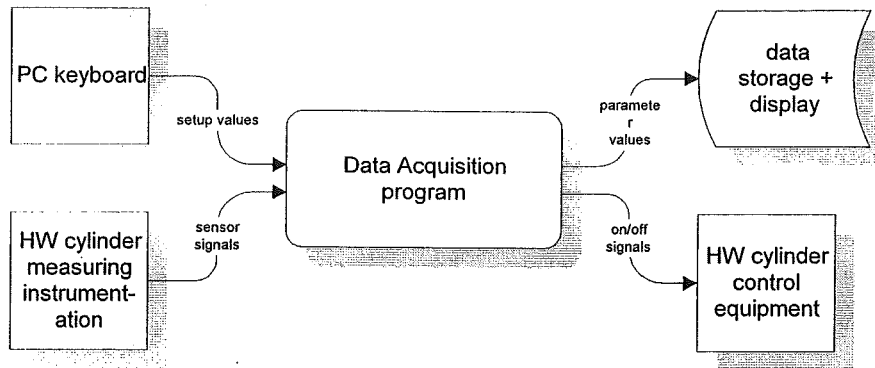 PC keyboard
setup values
HW cylinder
measuring
instrument-
ation
sensor
signals
Data Acquisition
program
paramete
r
values
data
storage +
display
on/off
signals
HW cylinder
control
equipment